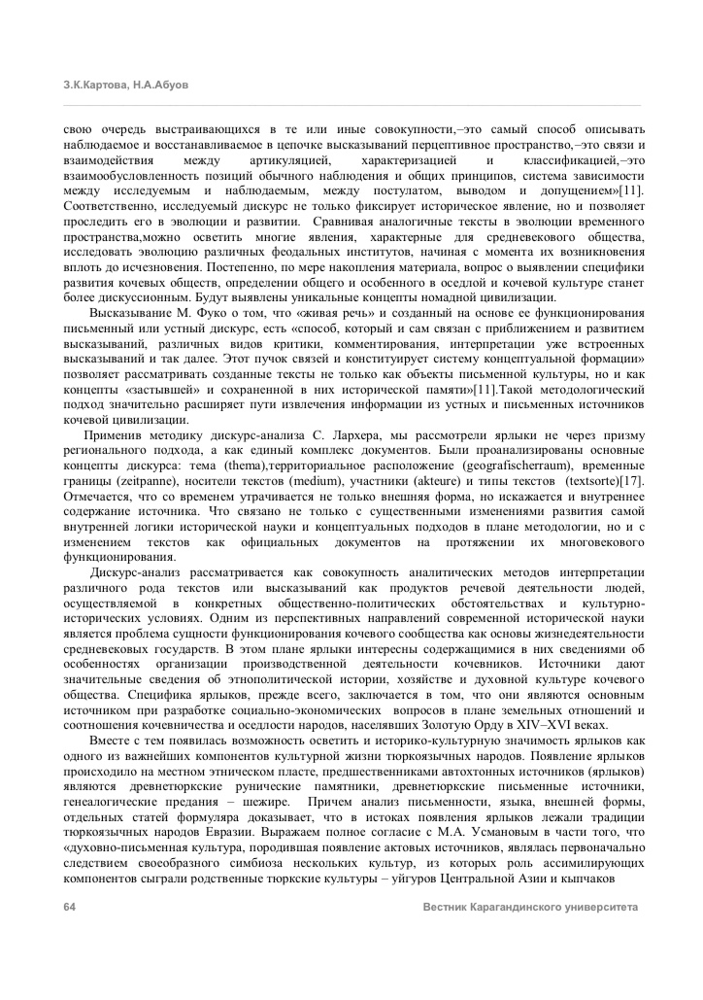 З.К.Картова, Н.А.Абуов
свою очередь выстраивающихся в те или иные совокупности,–это самый способ описывать
наблюдаемое и восстанавливаемое в цепочке высказываний перцептивное пространство,–это связи и
взаимодействия между артикуляцией, характеризацией и классификацией,–это
взаимообусловленность позиций обычного наблюдения и общих принципов, система зависимости
между исследуемым и наблюдаемым, между постулатом, выводом и допущением»[11].
Соответственно, исследуемый дискурс не только фиксирует историческое явление, но и позволяет
проследить его в эволюции и развитии. Сравнивая аналогичные тексты в эволюции временного
пространства,можно осветить многие явления, характерные для средневекового общества,
исследовать эволюцию различных феодальных институтов, начиная с момента их возникновения
вплоть до исчезновения. Постепенно, по мере накопления материала, вопрос о выявлении специфики
развития кочевых обществ, определении общего и особенного в оседлой и кочевой культуре станет
более дискуссионным. Будут выявлены уникальные концепты номадной цивилизации.
Высказывание М. Фуко о том, что «живая речь» и созданный на основе ее функционирования
письменный или устный дискурс, есть «способ, который и сам связан с приближением и развитием
высказываний, различных видов критики, комментирования, интерпретации уже встроенных
высказываний и так далее. Этот пучок связей и конституирует систему концептуальной формации»
позволяет рассматривать созданные тексты не только как объекты письменной культуры, но и как
концепты «застывшей» и сохраненной в них исторической памяти»[11].Такой методологический
подход значительно расширяет пути извлечения информации из устных и письменных источников
кочевой цивилизации.
Применив методику дискурс-анализа С. Лархера, мы рассмотрели ярлыки не через призму
регионального подхода, а как единый комплекс документов. Были проанализированы основные
концепты дискурса: тема (thema),территориальное расположение (geografischerraum), временные
границы (zeitpanne), носители текстов (medium), участники (akteure) и типы текстов (textsorte)[17].
Отмечается, что со временем утрачивается не только внешняя форма, но искажается и внутреннее
содержание источника. Что связано не только с существенными изменениями развития самой
внутренней логики исторической науки и концептуальных подходов в плане методологии, но и с
изменением текстов как официальных документов на протяжении их многовекового
функционирования.
Дискурс-анализ рассматривается как совокупность аналитических методов интерпретации
различного рода текстов или высказываний как продуктов речевой деятельности людей,
осуществляемой в конкретных общественно-политических обстоятельствах и культурно-
исторических условиях. Одним из перспективных направлений современной исторической науки
является проблема сущности функционирования кочевого сообщества как основы жизнедеятельности
средневековых государств. В этом плане ярлыки интересны содержащимися в них сведениями об
особенностях организации производственной деятельности кочевников. Источники дают
значительные сведения об этнополитической истории, хозяйстве и духовной культуре кочевого
общества. Специфика ярлыков, прежде всего, заключается в том, что они являются основным
источником при разработке социально-экономических вопросов в плане земельных отношений и
соотношения кочевничества и оседлости народов, населявших Золотую Орду в XIV–XVI веках.
Вместе с тем появилась возможность осветить и историко-культурную значимость ярлыков как
одного из важнейших компонентов культурной жизни тюркоязычных народов. Появление ярлыков
происходило на местном этническом пласте, предшественниками автохтонных источников (ярлыков)
являются древнетюркские рунические памятники, древнетюркские письменные источники,
генеалогические предания – шежире. Причем анализ письменности, языка, внешней формы,
отдельных статей формуляра доказывает, что в истоках появления ярлыков лежали традиции
тюркоязычных народов Евразии. Выражаем полное согласие с М.А. Усмановым в части того, что
«духовно-письменная культура, породившая появление актовых источников, являлась первоначально
следствием своеобразного симбиоза нескольких культур, из которых роль ассимилирующих
компонентов сыграли родственные тюркские культуры – уйгуров Центральной Азии и кыпчаков
64 Вестник Карагандинского университета